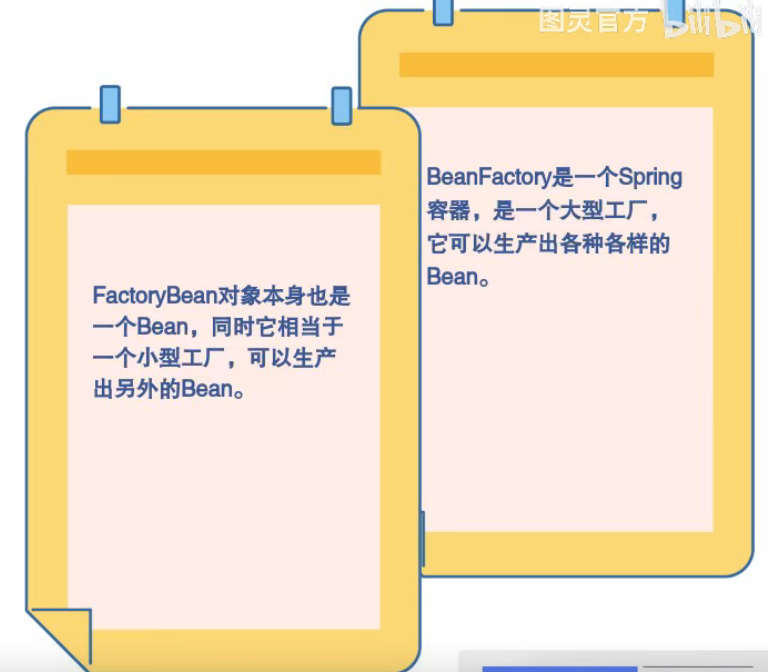 图灵官方 bilibili
FactoryBean对象本身也是
一个Bean，同时它相当于
一个小型工厂，可以生产
出另外的Bean。
BeanFactory是一个Spring
容器，是一个大型工厂，
它可以生产出各种各样的
Bean。